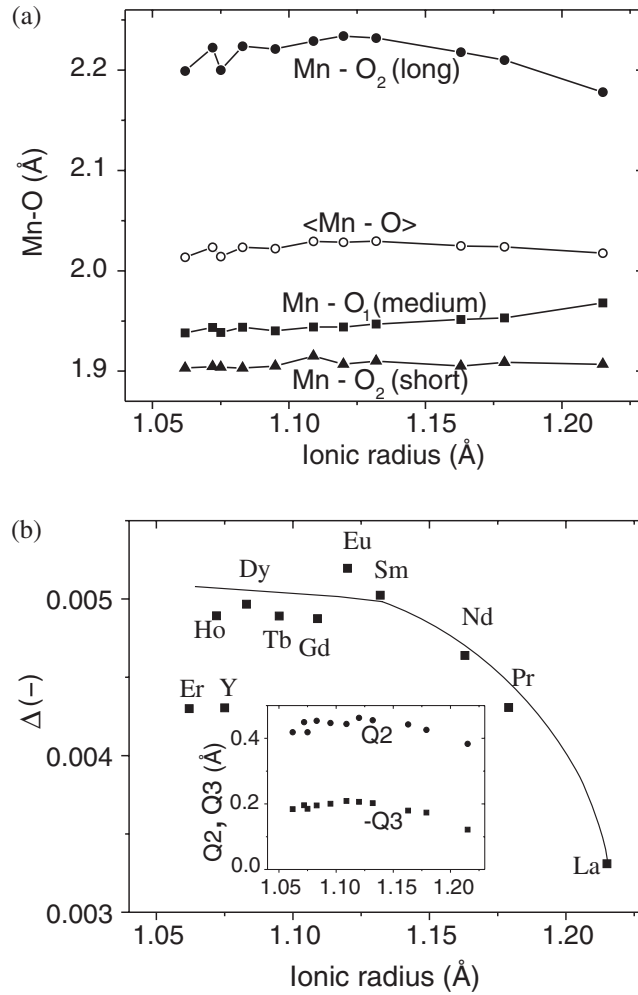 (a)
2.2
Mn - O₂ (long)
2.1
Mn-O (Å)
<Mn - O>
2.0
Mn - O₁ (medium)
1.9
Mn - O₂ (short)
1.05 1.10 1.15 1.20
Ionic radius (Å)
(b)
Eu
Dy Sm
0.005
Nd
Ho Tb Gd
Pr
Er Y
Δ (–)
0.4
Q2
Q2, Q3 (Å)
0.004
0.2
-Q3
0.0
La
1.05 1.10 1.15 1.20
0.003
1.05 1.10 1.15 1.20
Ionic radius (Å)